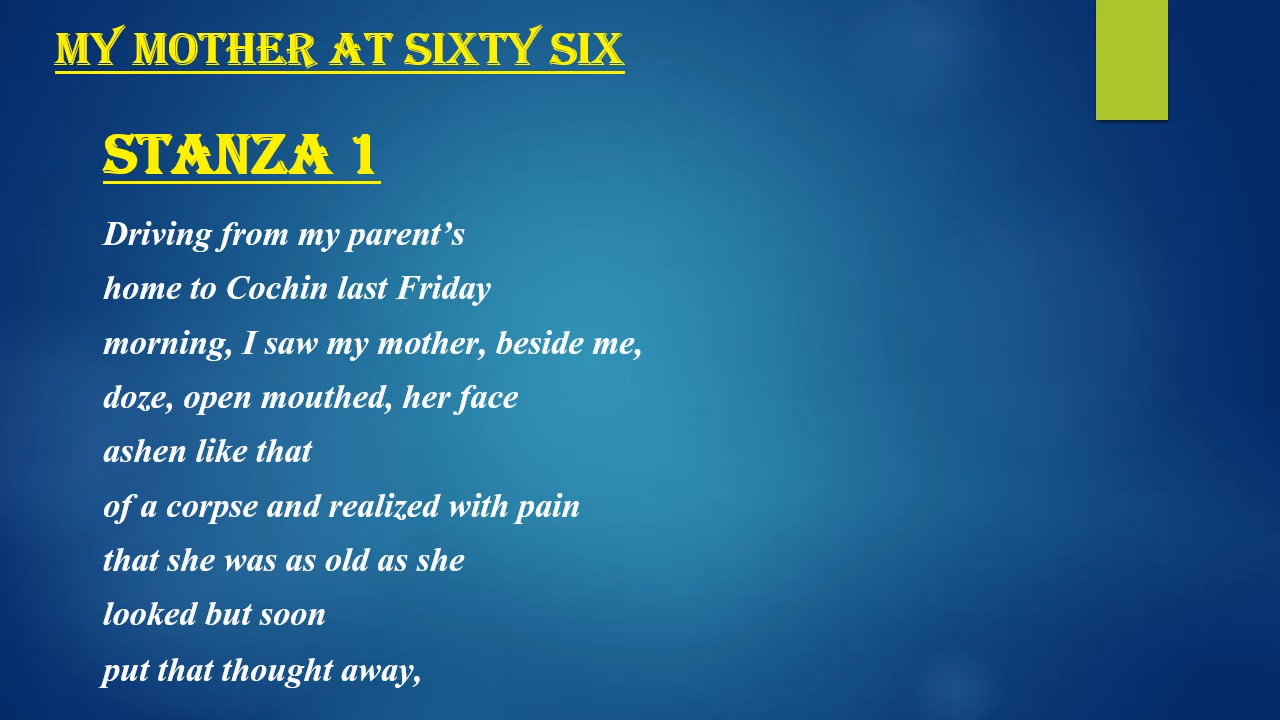 MY MOTHER AT SIXTY SIX
STANZA 1
Driving from my parent’s
home to Cochin last Friday
morning, I saw my mother, beside me,
doze, open mouthed, her face
ashen like that
of a corpse and realized with pain
that she was as old as she
looked but soon
put that thought away,